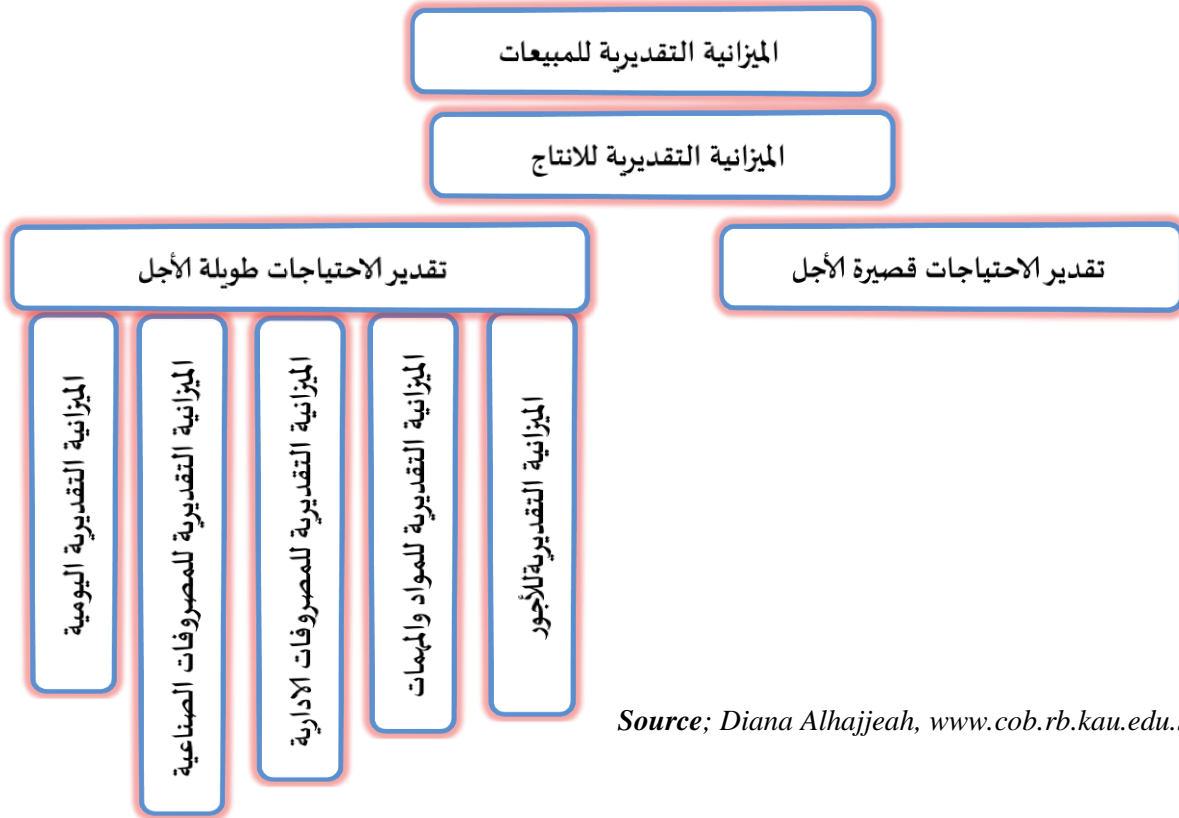 الميزانية التقديرية للمبيعات
الميزانية التقديرية للانتاج
تقدير الاحتياجات قصيرة الأجل
تقدير الاحتياجات طويلة الأجل
الميزانية التقديريةللأجور
الميزانية التقديرية للمواد والمهمات
الميزانية التقديرية للمصروفات الادارية
الميزانية التقديرية للمصروفات الصناعية
الميزانية التقديرية اليومية
Source; Diana Alhajjeah, www.cob.rb.kau.edu.